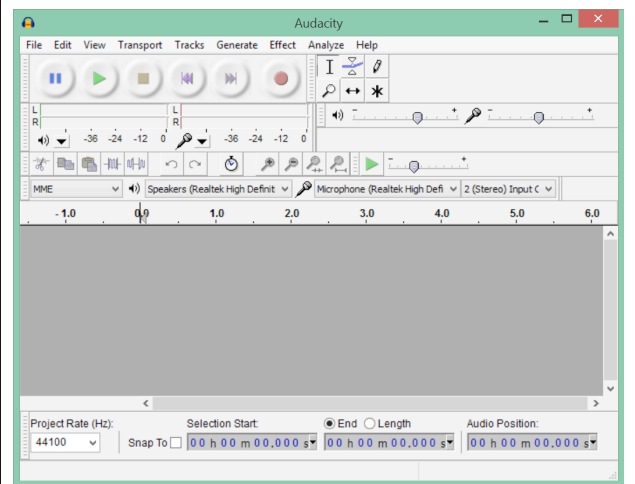 Audacity
File Edit View Transport Tracks Generate Effect Analyze Help
L L
R R
-36 -24 -12 0 -36 -24 -12 0
- + - +
- +
MME Speakers (Realtek High Definit Microphone (Realtek High Defi 2 (Stereo) Input C
- 1.0 0.0 1.0 2.0 3.0 4.0 5.0 6.0
Project Rate (Hz): Selection Start: End Length Audio Position:
44100 Snap To 00 h 00 m 00.000 s 00 h 00 m 00.000 s 00 h 00 m 00.000 s